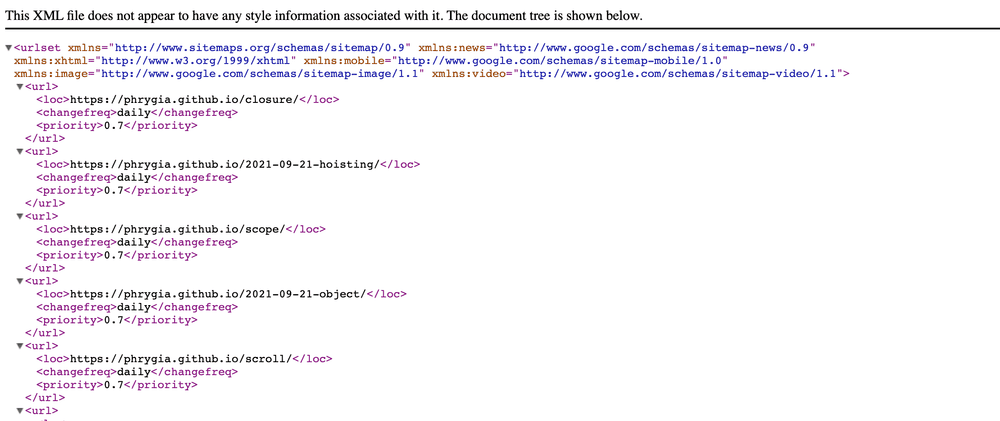 This XML file does not appear to have any style information associated with it. The document tree is shown below.
▼<urlset xmlns="http://www.sitemaps.org/schemas/sitemap/0.9" xmlns:news="http://www.google.com/schemas/sitemap-news/0.9"
xmlns:xhtml="http://www.w3.org/1999/xhtml" xmlns:mobile="http://www.google.com/schemas/sitemap-mobile/1.0"
xmlns:image="http://www.google.com/schemas/sitemap-image/1.1" xmlns:video="http://www.google.com/schemas/sitemap-video/1.1">
▼<url>
<loc>https://phrygia.github.io/closure/</loc>
<changefreq>daily</changefreq>
<priority>0.7</priority>
</url>
▼<url>
<loc>https://phrygia.github.io/2021-09-21-hoisting/</loc>
<changefreq>daily</changefreq>
<priority>0.7</priority>
</url>
▼<url>
<loc>https://phrygia.github.io/scope/</loc>
<changefreq>daily</changefreq>
<priority>0.7</priority>
</url>
▼<url>
<loc>https://phrygia.github.io/2021-09-21-object/</loc>
<changefreq>daily</changefreq>
<priority>0.7</priority>
</url>
▼<url>
<loc>https://phrygia.github.io/scroll/</loc>
<changefreq>daily</changefreq>
<priority>0.7</priority>
</url>
▼<url>